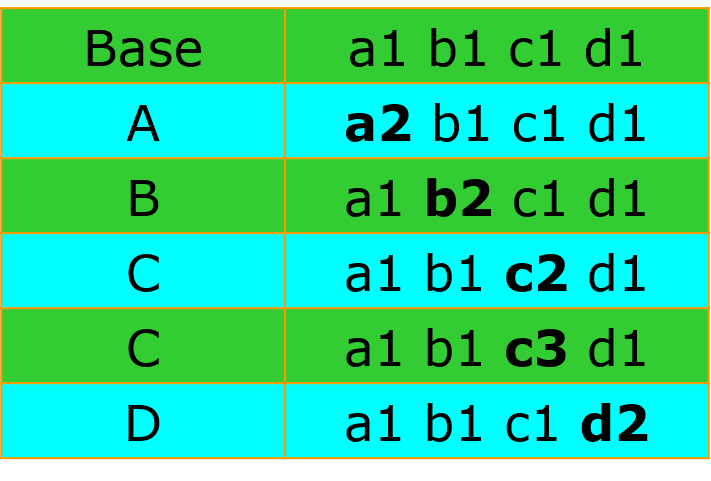 Base a1 b1 c1 d1
A a2 b1 c1 d1
B a1 b2 c1 d1
C a1 b1 c2 d1
C a1 b1 c3 d1
D a1 b1 c1 d2